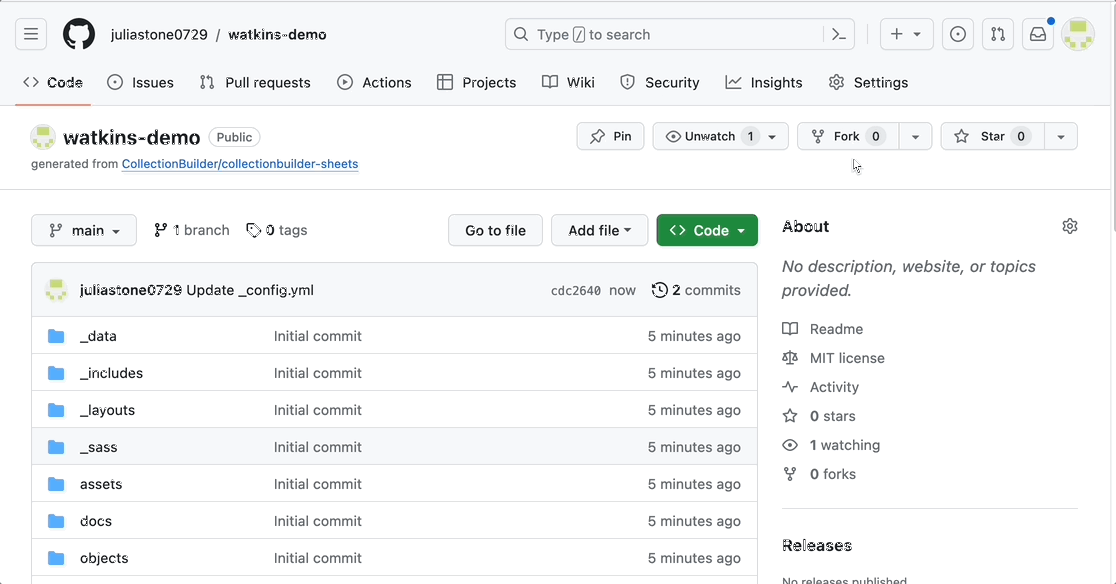 juliastone0729 / watkins-demo Type / to search
Code Issues Pull requests Actions Projects Wiki Security Insights Settings
watkins-demo Public Pin Unwatch 1 Fork 0 Star 0
generated from CollectionBuilder/collectionbuilder-sheets
main 1 branch 0 tags Go to file Add file Code
About
No description, website, or topics
provided.
juliastone0729 Update _config.yml cdc2640 now 2 commits
_data Initial commit 5 minutes ago
_includes Initial commit 5 minutes ago
_layouts Initial commit 5 minutes ago
_sass Initial commit 5 minutes ago
assets Initial commit 5 minutes ago
docs Initial commit 5 minutes ago
objects Initial commit 5 minutes ago
Readme
MIT license
Activity
0 stars
1 watching
0 forks
Releases
No releases published